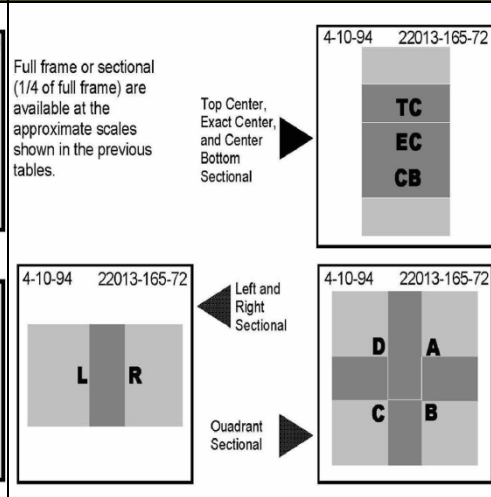 Full frame or sectional
(1/4 of full frame) are
available at the
approximate scales
shown in the previous
tables.
Top Center,
Exact Center,
and Center
Bottom
Sectional
4-10-94 22013-165-72
TC
EC
CB
4-10-94 22013-165-72
L R
Left and
Right
Sectional
Quadrant
Sectional
4-10-94 22013-165-72
D A
C B